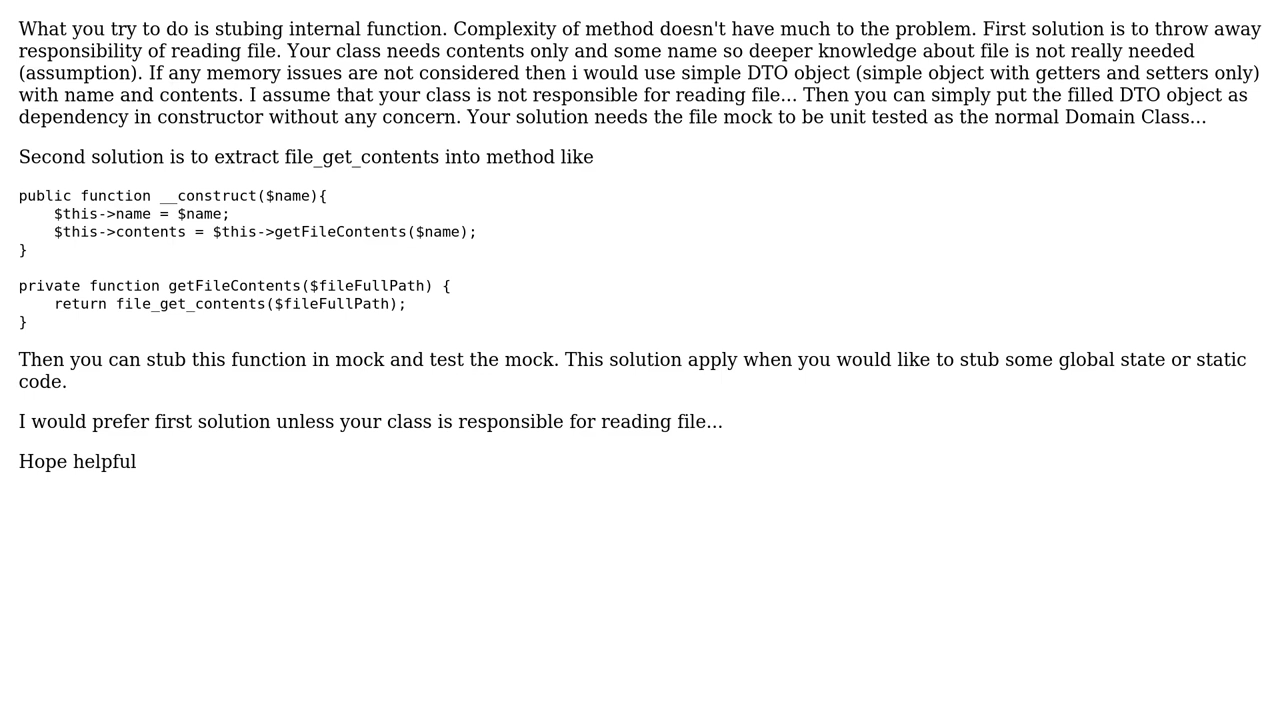 What you try to do is stubing internal function. Complexity of method doesn't have much to the problem. First solution is to throw away
responsibility of reading file. Your class needs contents only and some name so deeper knowledge about file is not really needed
(assumption). If any memory issues are not considered then i would use simple DTO object (simple object with getters and setters only)
with name and contents. I assume that your class is not responsible for reading file... Then you can simply put the filled DTO object as
dependency in constructor without any concern. Your solution needs the file mock to be unit tested as the normal Domain Class...
Second solution is to extract file_get_contents into method like
public function __construct($name){
    $this->name = $name;
    $this->contents = $this->getFileContents($name);
}
private function getFileContents($fileFullPath) {
    return file_get_contents($fileFullPath);
}
Then you can stub this function in mock and test the mock. This solution apply when you would like to stub some global state or static
code.
I would prefer first solution unless your class is responsible for reading file...
Hope helpful